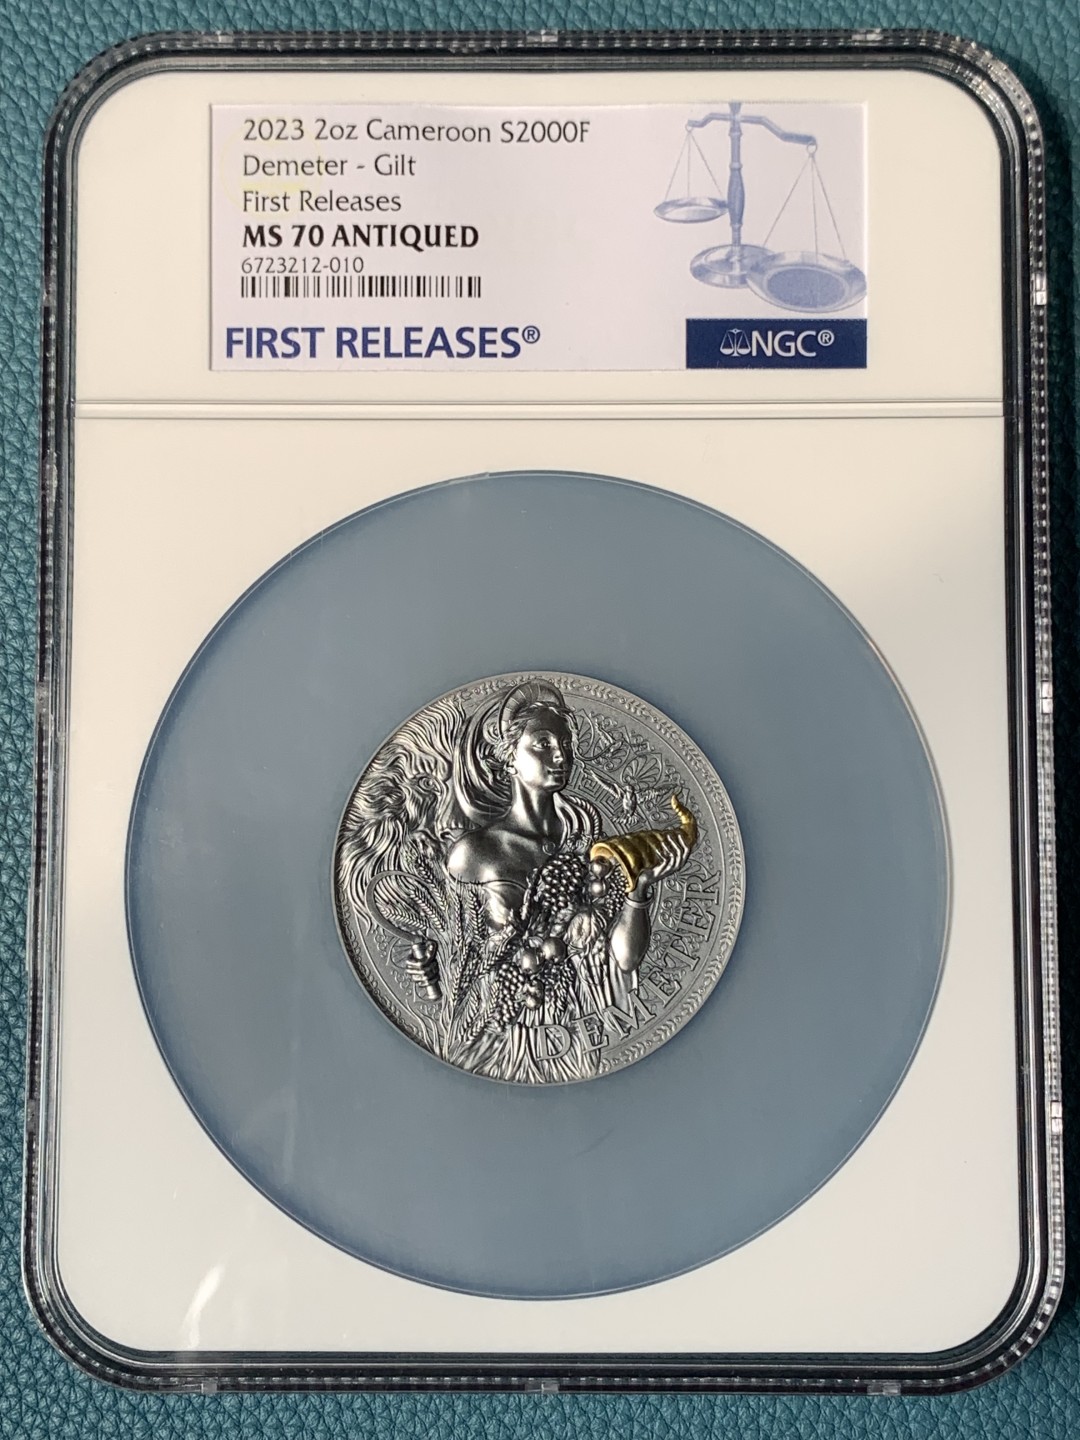 2023 2oz Cameroon S2000F
Demeter - Gilt
First Releases
MS 70 ANTIQUED
6723212-010
FIRST RELEASES®
NGC®
DEMETER